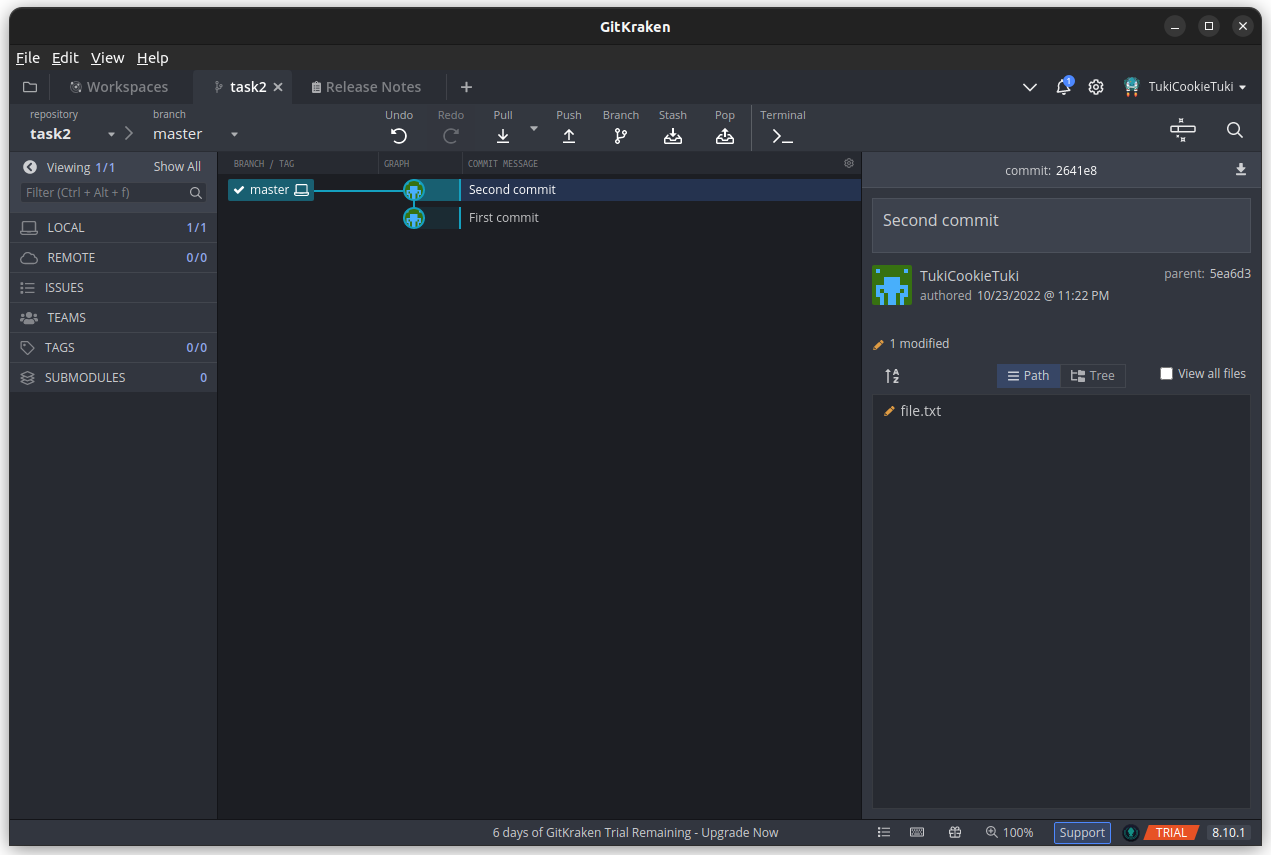 GitKraken
File Edit View Help
Workspaces task2 Release Notes 1 TukiCookieTuki
repository branch
task2 master
Undo Redo Pull Push Branch Stash Pop Terminal
Viewing 1/1 Show All
Filter (Ctrl + Alt + f)
LOCAL 1/1
REMOTE 0/0
ISSUES
TEAMS
TAGS 0/0
SUBMODULES 0
BRANCH / TAG GRAPH COMMIT MESSAGE
master Second commit
First commit
commit: 2641e8
Second commit
TukiCookieTuki parent: 5ea6d3
authored 10/23/2022 @ 11:22 PM
1 modified
A Z Path Tree View all files
file.txt
6 days of GitKraken Trial Remaining - Upgrade Now 100% Support TRIAL 8.10.1